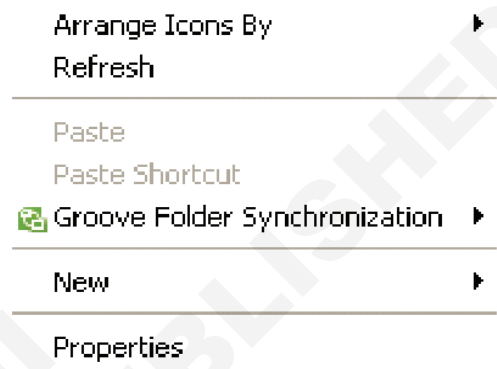 Arrange Icons By
Refresh
Paste
Paste Shortcut
Groove Folder Synchronization
New
Properties